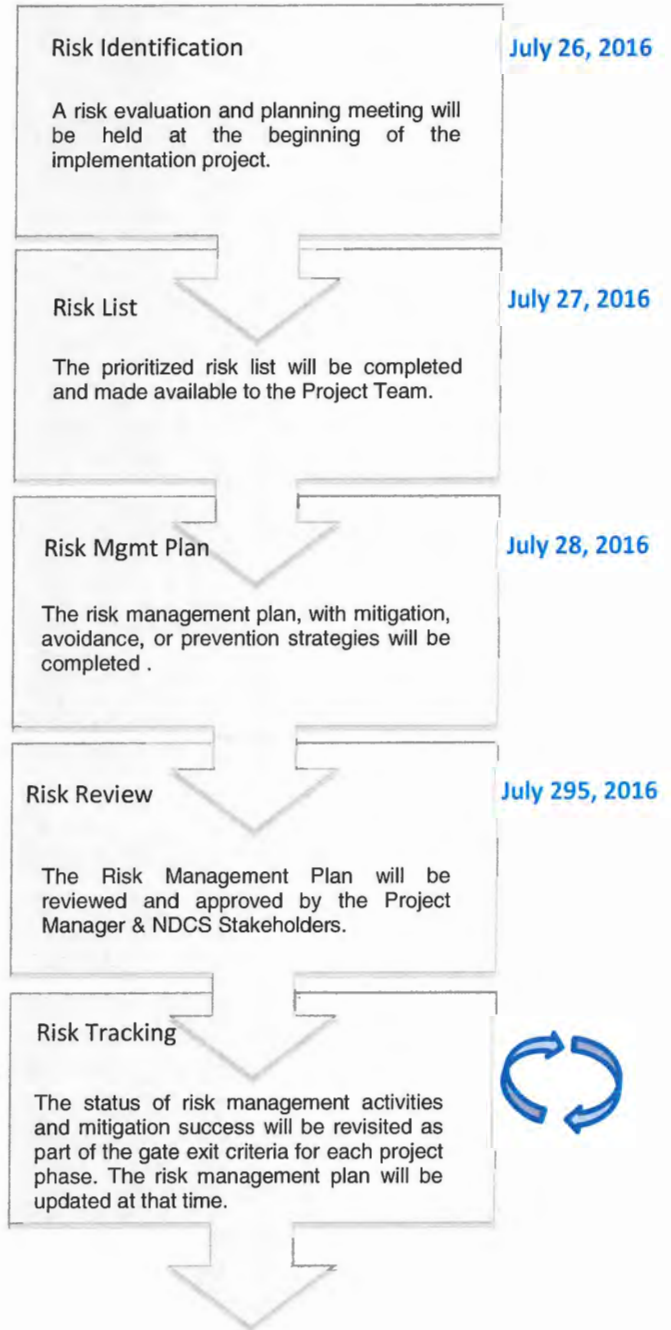 Risk Identification
July 26, 2016
A risk evaluation and planning meeting will
be held at the beginning of the
implementation project.
Risk List
July 27, 2016
The prioritized risk list will be completed
and made available to the Project Team.
Risk Mgmt Plan
July 28, 2016
The risk management plan, with mitigation,
avoidance, or prevention strategies will be
completed .
Risk Review
July 295, 2016
The Risk Management Plan will be
reviewed and approved by the Project
Manager & NDCS Stakeholders.
Risk Tracking
The status of risk management activities
and mitigation success will be revisited as
part of the gate exit criteria for each project
phase. The risk management plan will be
updated at that time.